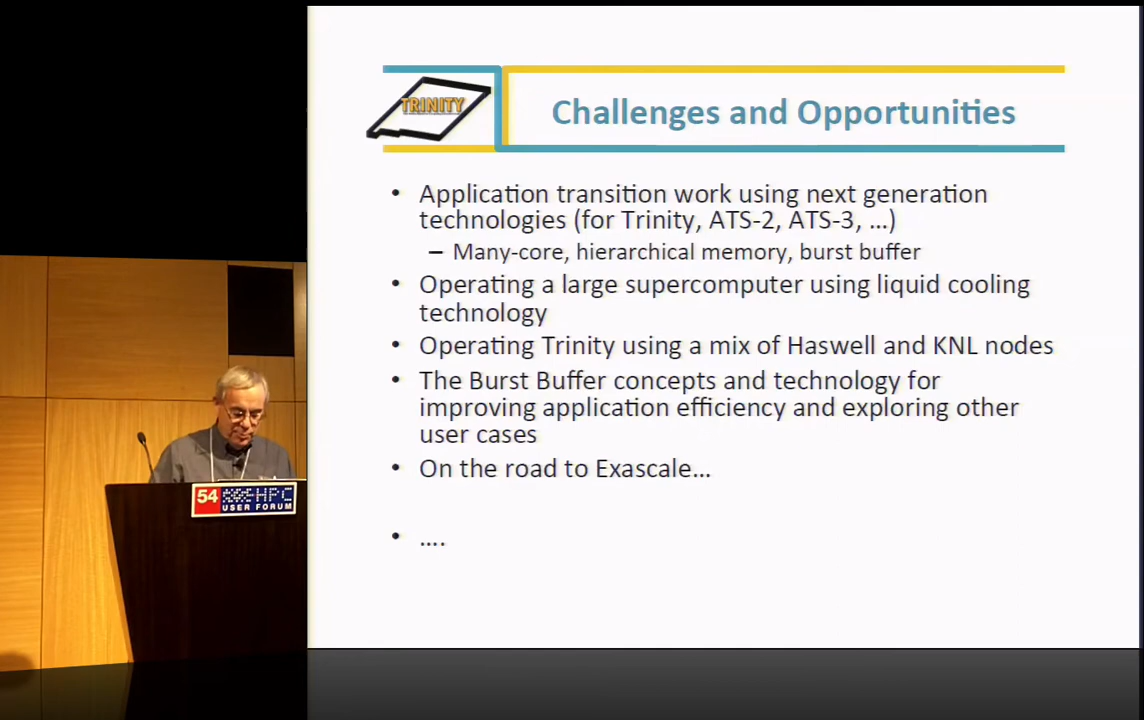 TRINITY
Challenges and Opportunities
• Application transition work using next generation
technologies (for Trinity, ATS-2, ATS-3, …)
– Many-core, hierarchical memory, burst buffer
• Operating a large supercomputer using liquid cooling
technology
• Operating Trinity using a mix of Haswell and KNL nodes
• The Burst Buffer concepts and technology for
improving application efficiency and exploring other
user cases
• On the road to Exascale…
• ….
54 HPC
USER FORUM